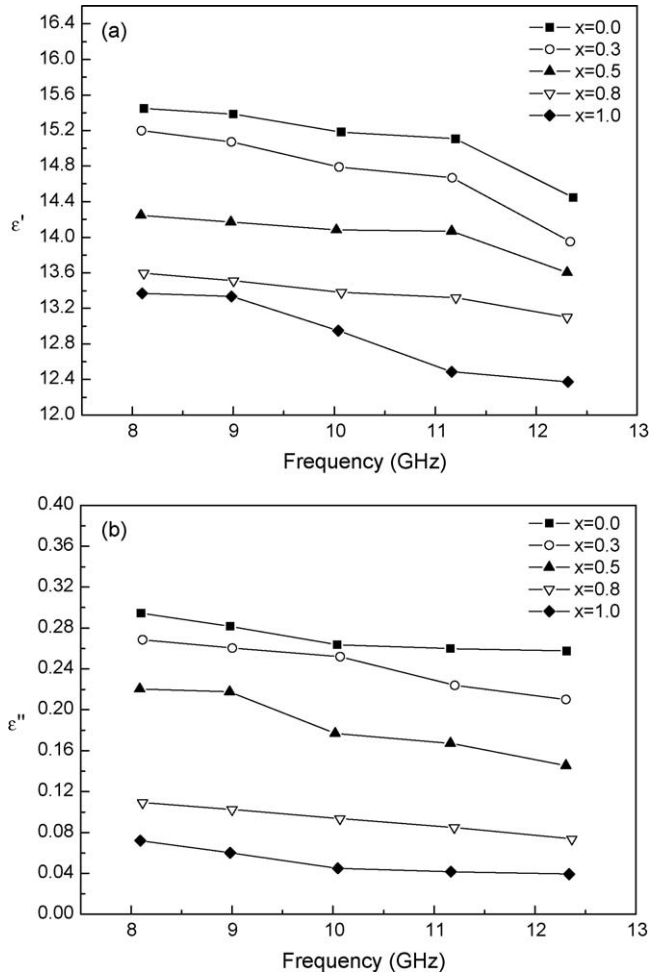 (a)
x=0.0
x=0.3
x=0.5
x=0.8
x=1.0
16.4
16.0
15.6
15.2
14.8
14.4
14.0
13.6
13.2
12.8
12.4
12.0
ε'
8 9 10 11 12 13
Frequency (GHz)
(b)
x=0.0
x=0.3
x=0.5
x=0.8
x=1.0
0.40
0.36
0.32
0.28
0.24
0.20
0.16
0.12
0.08
0.04
0.00
ε"
8 9 10 11 12 13
Frequency (GHz)